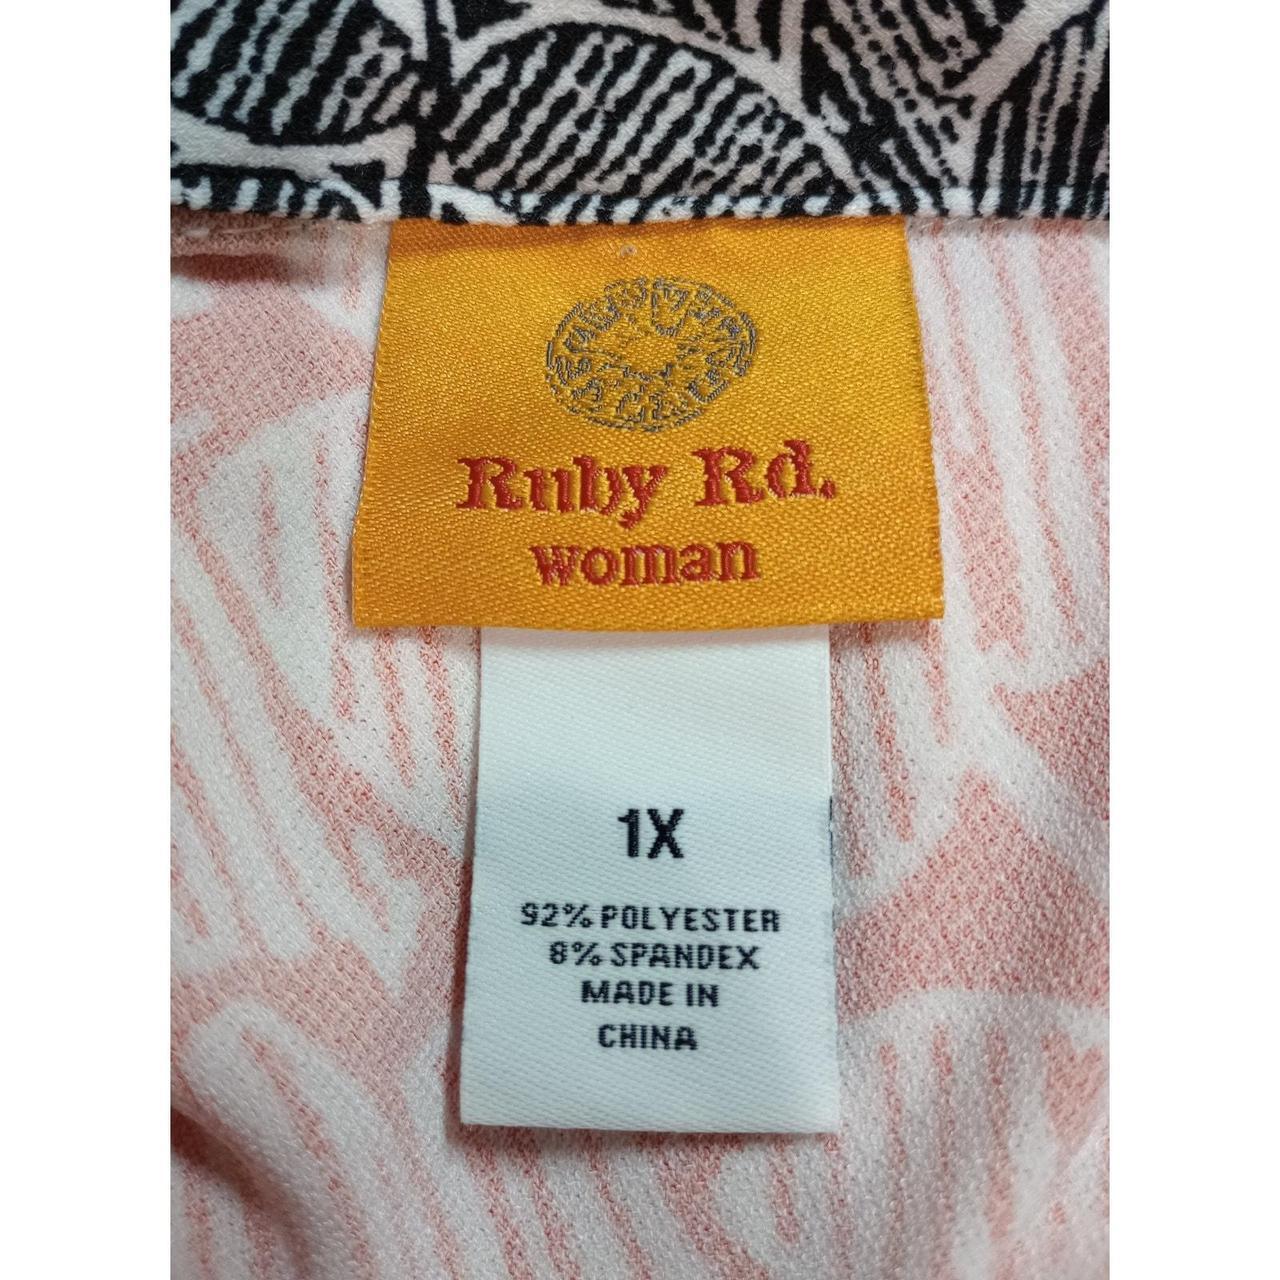 Ruby Rd.
woman
1X
92% POLYESTER
8% SPANDEX
MADE IN
CHINA